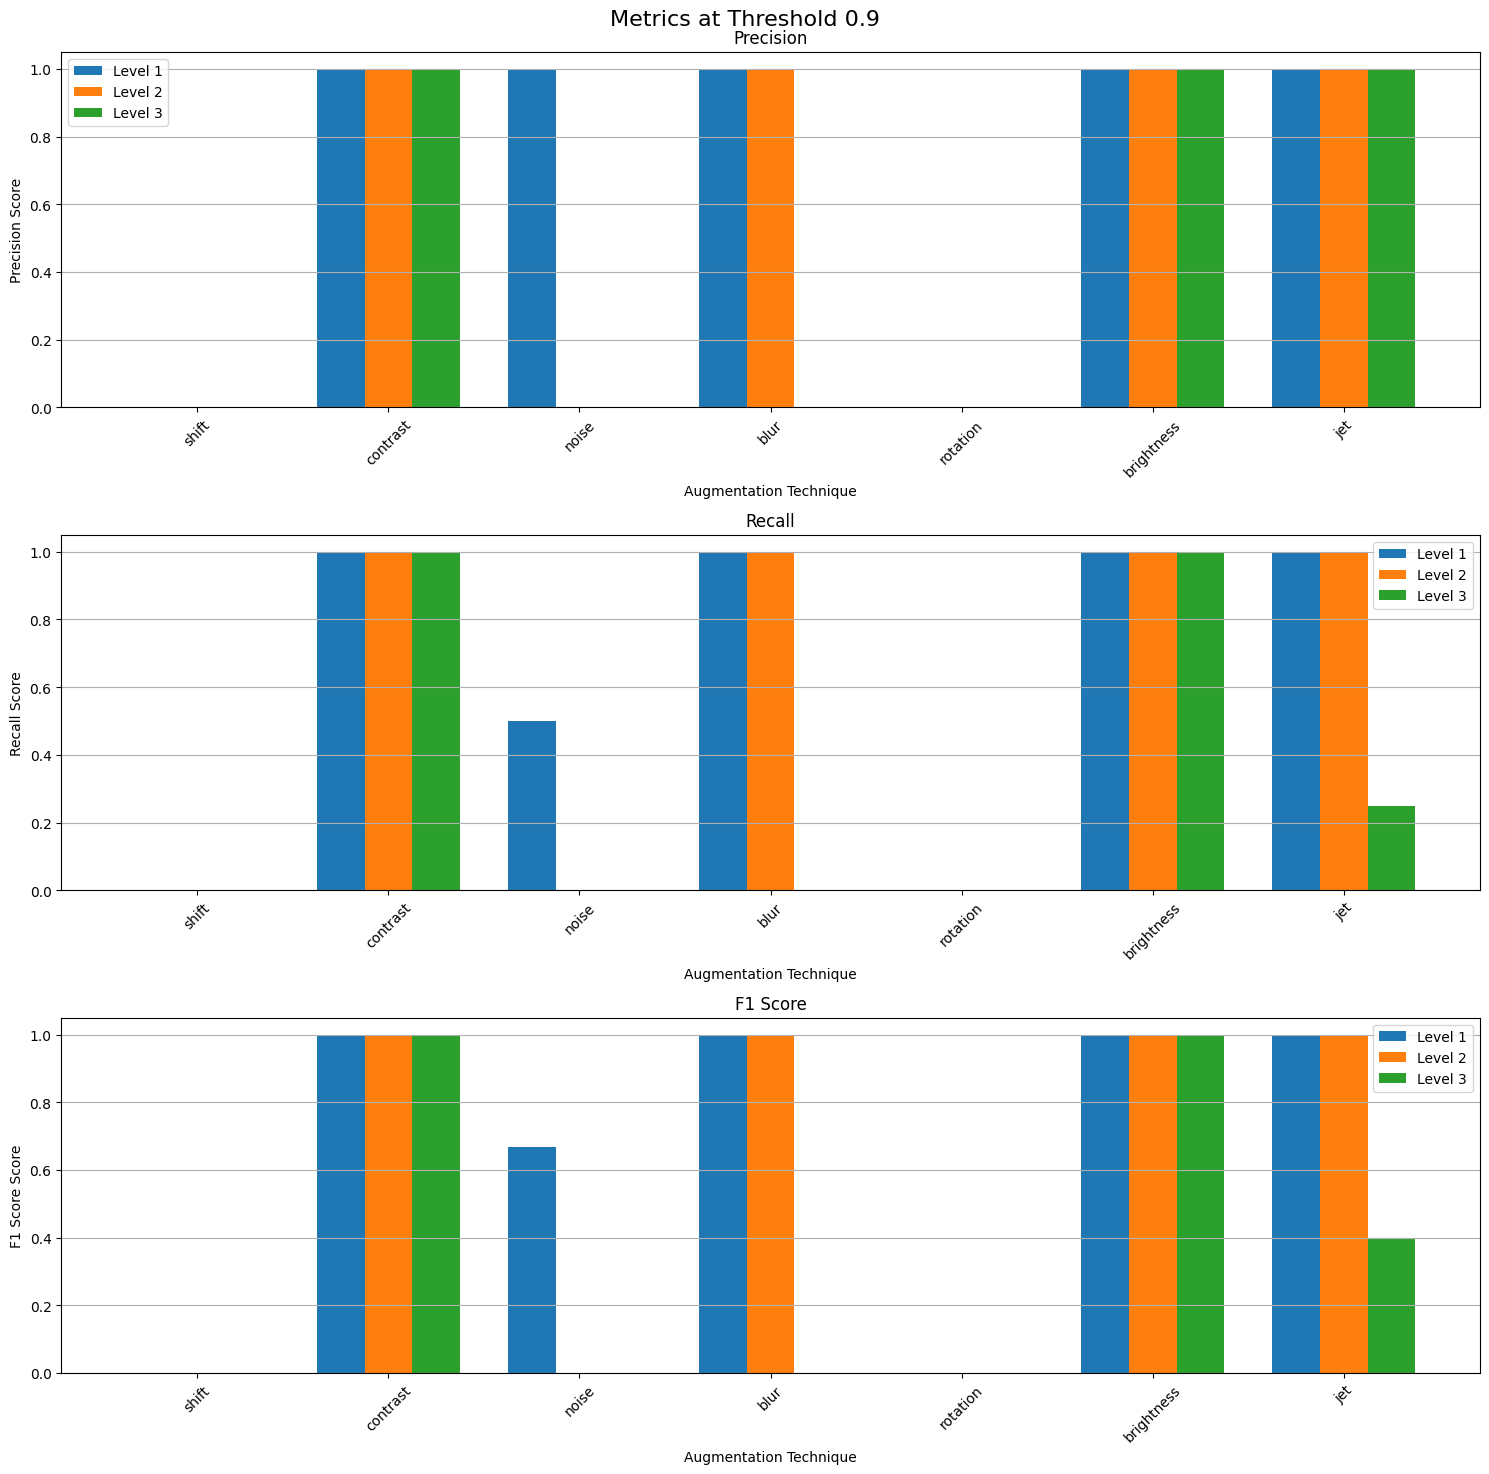 Metrics at Threshold 0.9
Precision
Level 1
Level 2
Level 3
1.0
0.8
0.6
0.4
0.2
0.0
Precision Score
shift contrast noise blur rotation brightness jet
Augmentation Technique
Recall
Level 1
Level 2
Level 3
1.0
0.8
0.6
0.4
0.2
0.0
Recall Score
shift contrast noise blur rotation brightness jet
Augmentation Technique
F1 Score
Level 1
Level 2
Level 3
1.0
0.8
0.6
0.4
0.2
0.0
F1 Score Score
shift contrast noise blur rotation brightness jet
Augmentation Technique